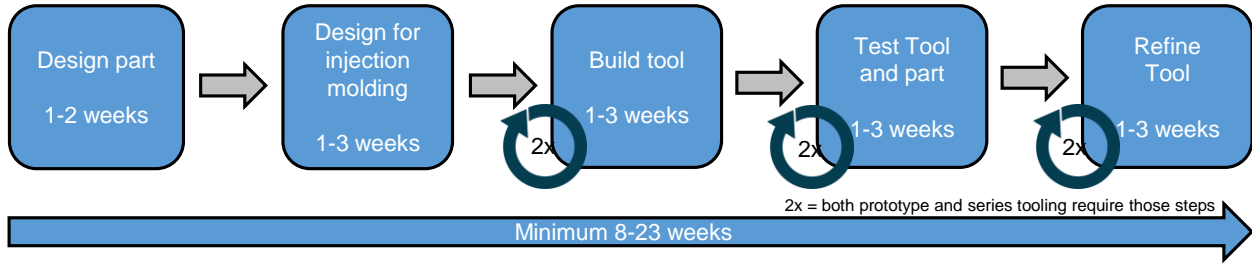 Design part
1-2 weeks
Design for
injection
molding
1-3 weeks
Build tool
1-3 weeks
2x
Test Tool
and part
1-3 weeks
2x
Refine
Tool
1-3 weeks
2x
2x = both prototype and series tooling require those steps
Minimum 8-23 weeks